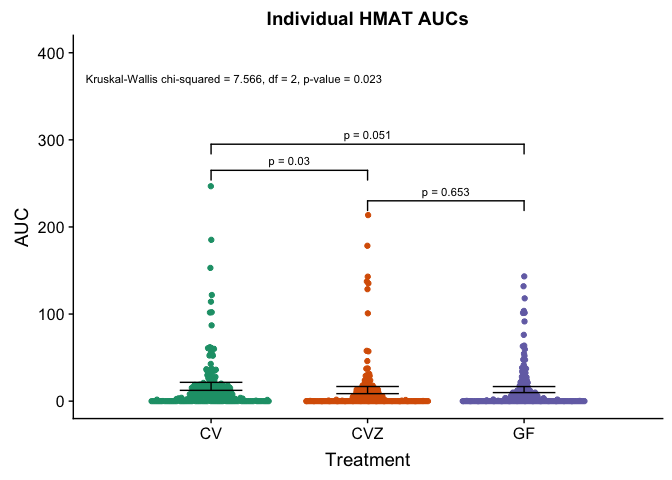 Individual HMAT AUCs
400
Kruskal-Wallis chi-squared = 7.566, df = 2, p-value = 0.023
300
p = 0.051
p = 0.03
p = 0.653
AUC
200
100
0
CV CVZ GF
Treatment